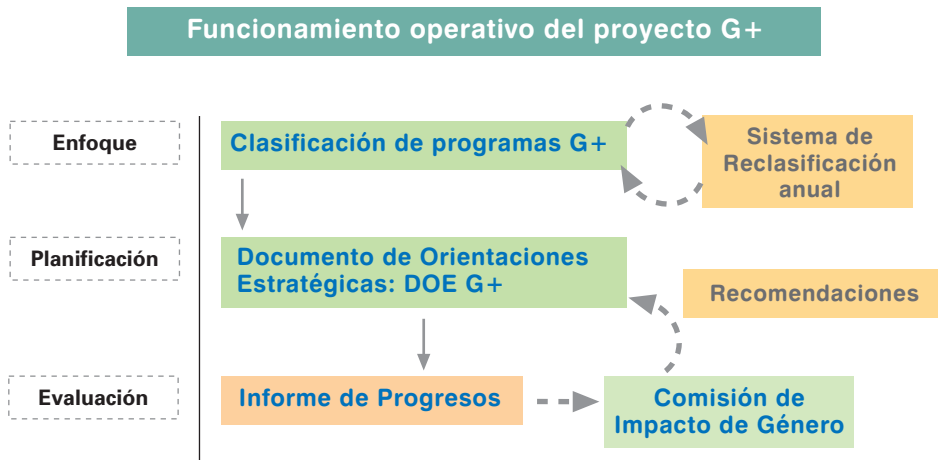 Funcionamiento operativo del proyecto G+
Enfoque
Clasificación de programas G+
Sistema de
Reclasificación
anual
Planificación
Documento de Orientaciones
Estratégicas: DOE G+
Recomendaciones
Evaluación
Informe de Progresos
Comisión de
Impacto de Género